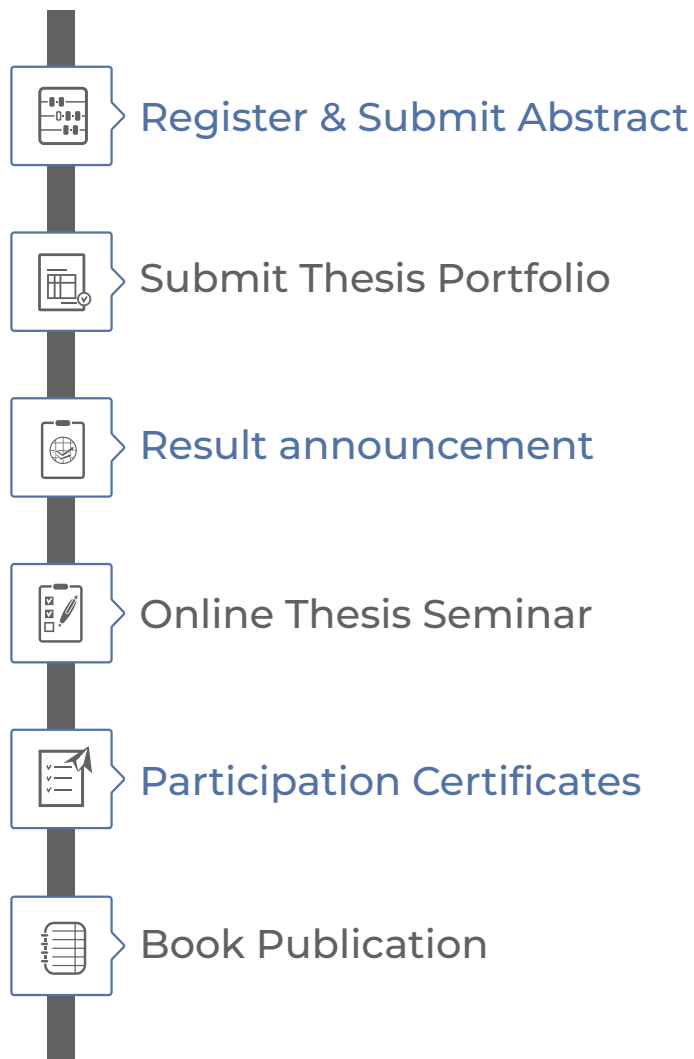 Register & Submit Abstract
Submit Thesis Portfolio
Result announcement
Online Thesis Seminar
Participation Certificates
Book Publication